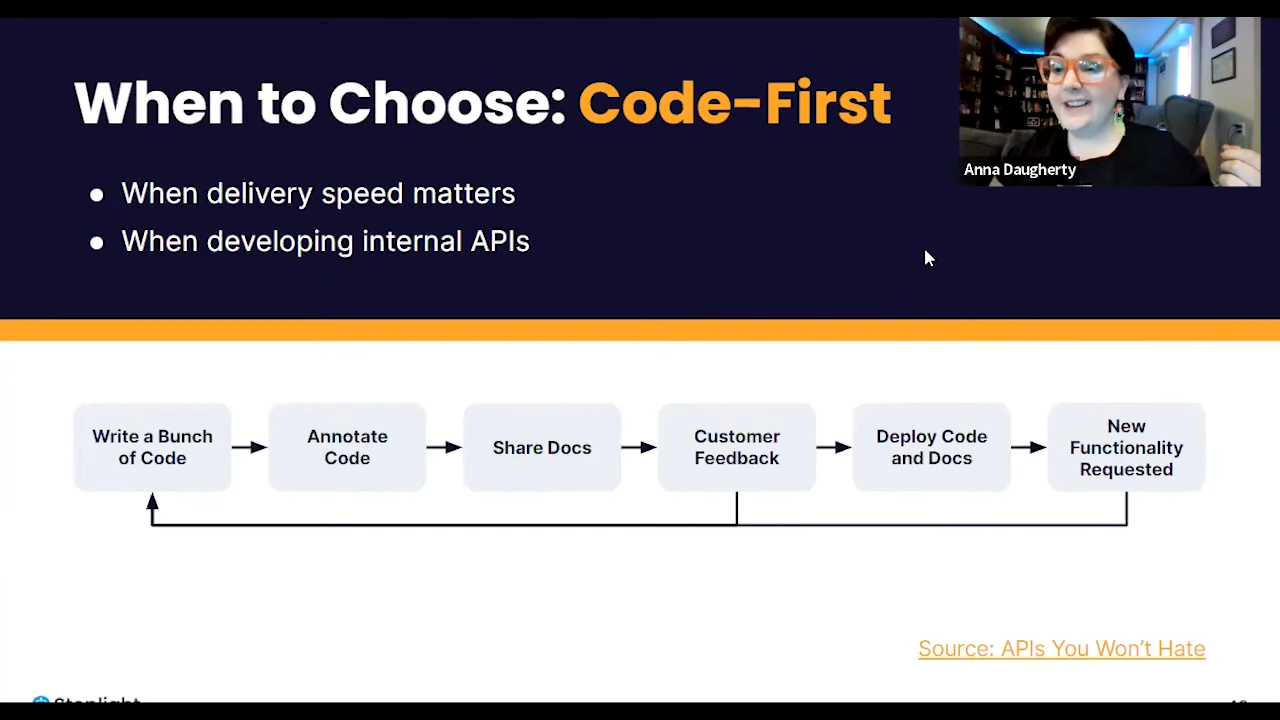 When to Choose: Code-First
Anna Daugherty
● When delivery speed matters
● When developing internal APIs
Write a Bunch
of Code
Annotate
Code
Share Docs
Customer
Feedback
Deploy Code
and Docs
New
Functionality
Requested
Source: APIs You Won't Hate
Stoplight